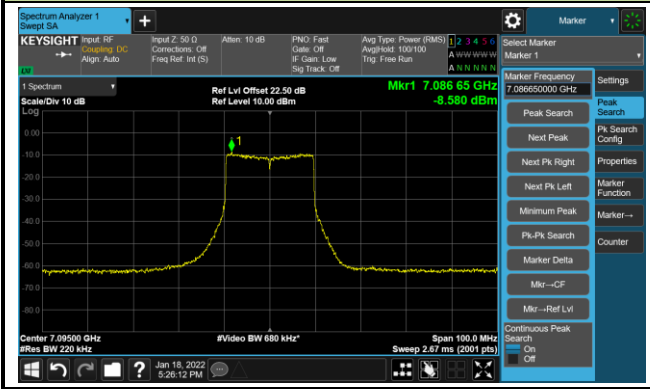 Spectrum Analyzer 1
Swept SA
Marker
KEYSIGHT
Input: RF
Coupling: DC
Align: Auto
Input Z: 50 Ω
Corrections: Off
Freq Ref: Int (S)
Atten: 10 dB
PNO: Fast
Gate: Off
IF Gain: Low
Sig Track: Off
Avg Type: Power (RMS)
Avg|Hold: 100/100
Trig: Free Run
1 2 3 4 5 6
A W W W W W
A N N N N N
Select Marker
Marker 1
1 Spectrum
Scale/Div 10 dB
Log
Ref Lvl Offset 22.50 dB
Ref Level 10.00 dBm
Mkr1 7.086 65 GHz
-8.580 dBm
Marker Frequency
7.086650000 GHz
Settings
Peak Search
Next Peak
Next Pk Right
Next Pk Left
Minimum Peak
Pk-Pk Search
Marker Delta
Mkr→CF
Mkr→Ref Lvl
Continuous Peak
Search
On
Off
Peak
Search
Pk Search
Config
Properties
Marker
Function
Marker→
Counter
1
0.00
-10.0
-20.0
-30.0
-40.0
-50.0
-60.0
-70.0
-80.0
Center 7.09500 GHz
#Res BW 220 kHz
#Video BW 680 kHz*
Span 100.0 MHz
Sweep 2.67 ms (2001 pts)
Jan 18, 2022
5:26:12 PM